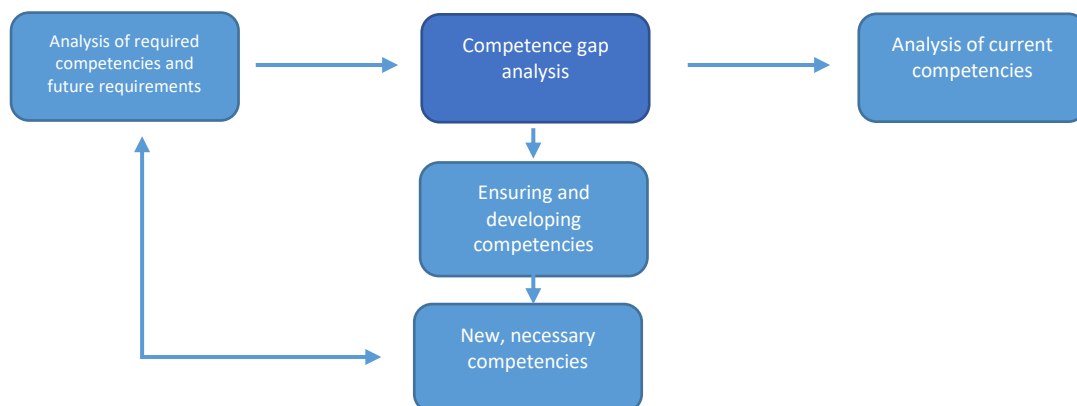 Analysis of required
competencies and
future requirements
Competence gap
analysis
Analysis of current
competencies
Ensuring and
developing
competencies
New, necessary
competencies